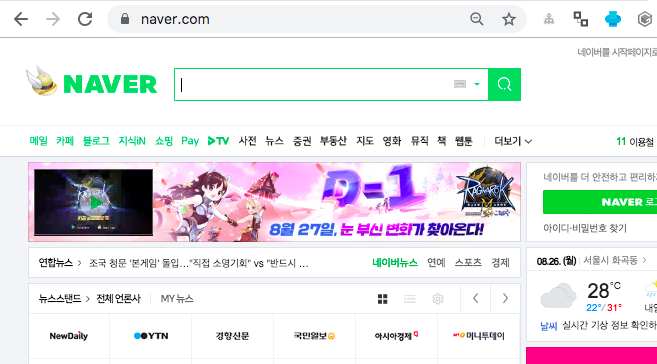 naver.com
네이버를 시작페이지로
NAVER
메일 카페 블로그 지식iN 쇼핑 Pay TV 사전 뉴스 증권 부동산 지도 영화 뮤직 책 웹툰 더보기 11 이용철
D-1
RAGNAROK
8월 27일, 눈 부신 변화가 찾아온다!
네이버를 더 안전하고 편리하
NAVER 로
아이디·비밀번호 찾기
연합뉴스 > 조국 청문 '본게임' 돌입…"직접 소명기회" vs "반드시 … 네이버뉴스 연예 스포츠 경제
08.26. (월) 서울시 화곡동 >
뉴스스탠드 > 전체 언론사 MY 뉴스
28°C
22°/31°
내일
날씨 실시간 기상 정보 확인하
NewDaily YTN 경향신문 국민일보 아시아경제 머니투데이